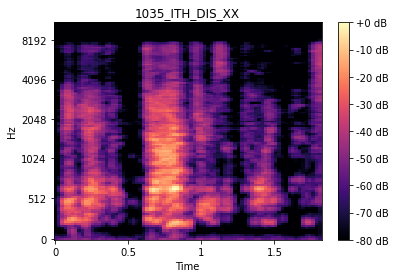 1035_ITH_DIS_XX
Hz
8192
4096
2048
1024
512
0
0
0.5
1
1.5
Time
+0 dB
-10 dB
-20 dB
-30 dB
-40 dB
-50 dB
-60 dB
-70 dB
-80 dB